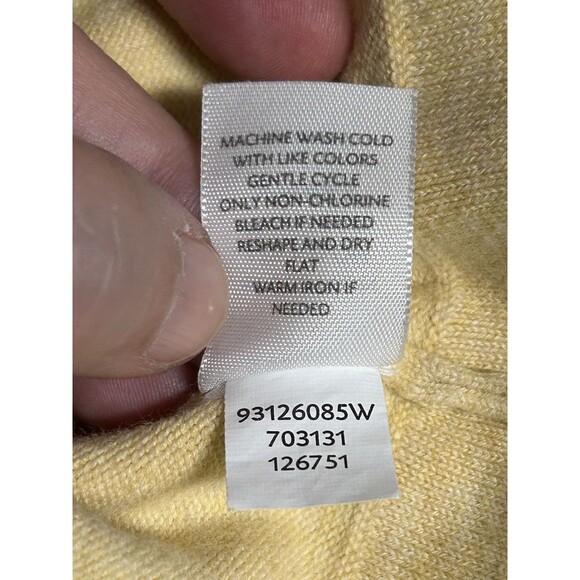 MACHINE WASH COLD
WITH LIKE COLORS
GENTLE CYCLE
ONLY NON-CHLORINE
BLEACH IF NEEDED
RESHAPE AND DRY
FLAT
WARM IRON IF
NEEDED
93126085W
703131
126751